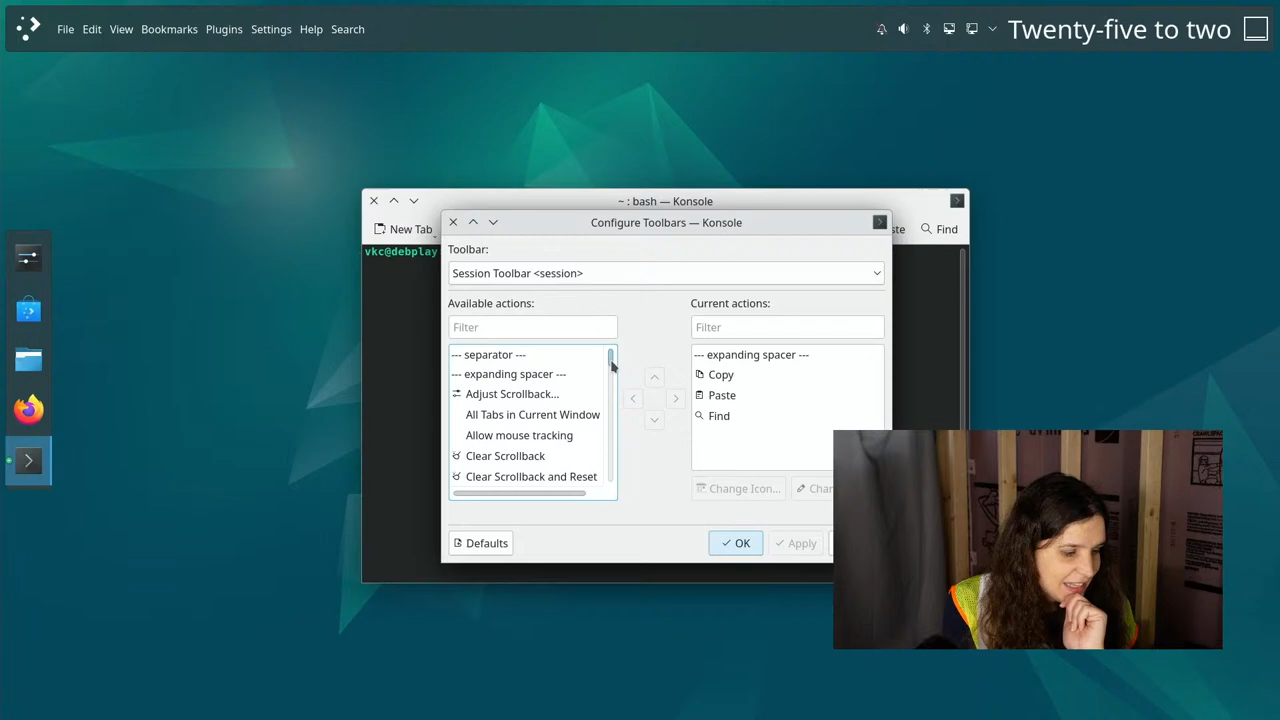 File Edit View Bookmarks Plugins Settings Help Search
Twenty-five to two
~ : bash — Konsole
New Tab
ste
Find
vkc@debplay
Configure Toolbars — Konsole
Toolbar:
Session Toolbar <session>
Available actions:
Current actions:
Filter
Filter
--- separator ---
--- expanding spacer ---
Adjust Scrollback...
All Tabs in Current Window
Allow mouse tracking
Clear Scrollback
Clear Scrollback and Reset
--- expanding spacer ---
Copy
Paste
Find
Change Icon...
Chan
Defaults
OK
Apply